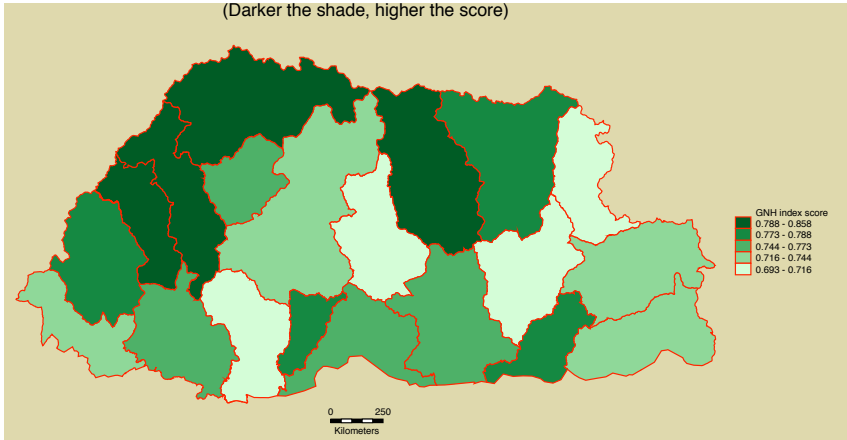 (Darker the shade, higher the score)
GNH index score
0.788 - 0.858
0.773 - 0.788
0.744 - 0.773
0.716 - 0.744
0.693 - 0.716
0 250
Kilometers